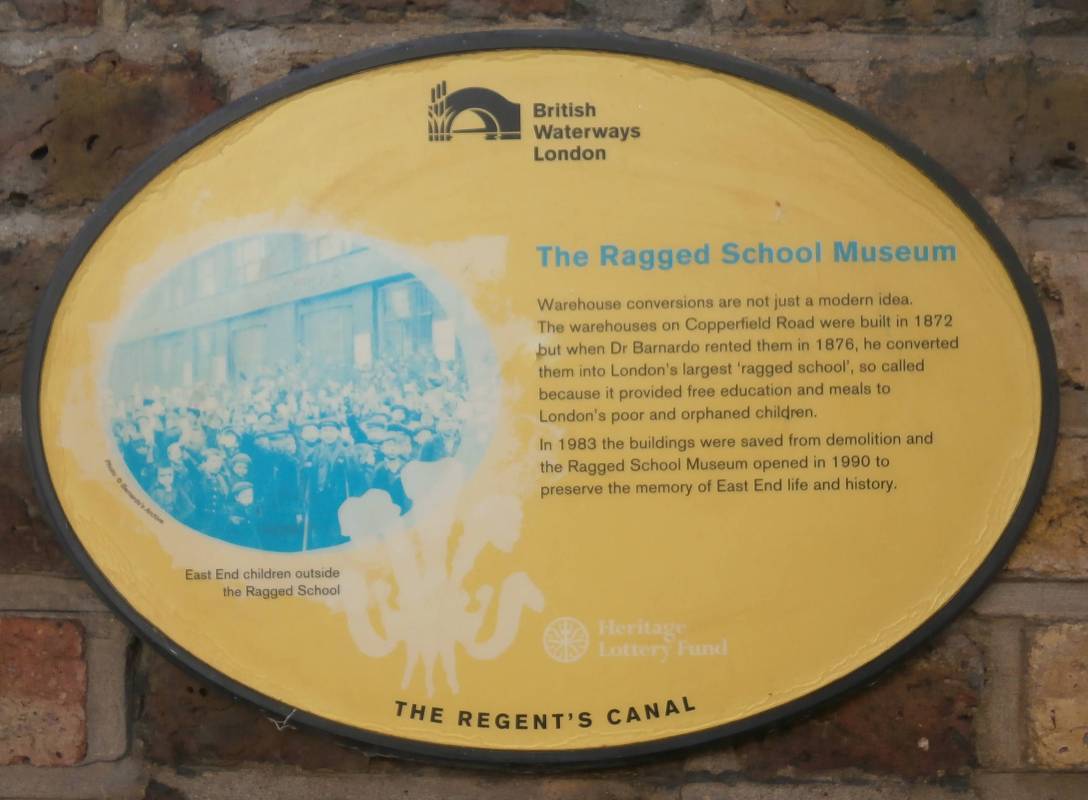 British
Waterways
London
The Ragged School Museum
Warehouse conversions are not just a modern idea.
The warehouses on Copperfield Road were built in 1872
but when Dr Barnardo rented them in 1876, he converted
them into London's largest 'ragged school', so called
because it provided free education and meals to
London's poor and orphaned children.
In 1983 the buildings were saved from demolition and
the Ragged School Museum opened in 1990 to
preserve the memory of East End life and history.
Photo © Barnardo's Archive
East End children outside
the Ragged School
Heritage
Lottery Fund
THE REGENT'S CANAL